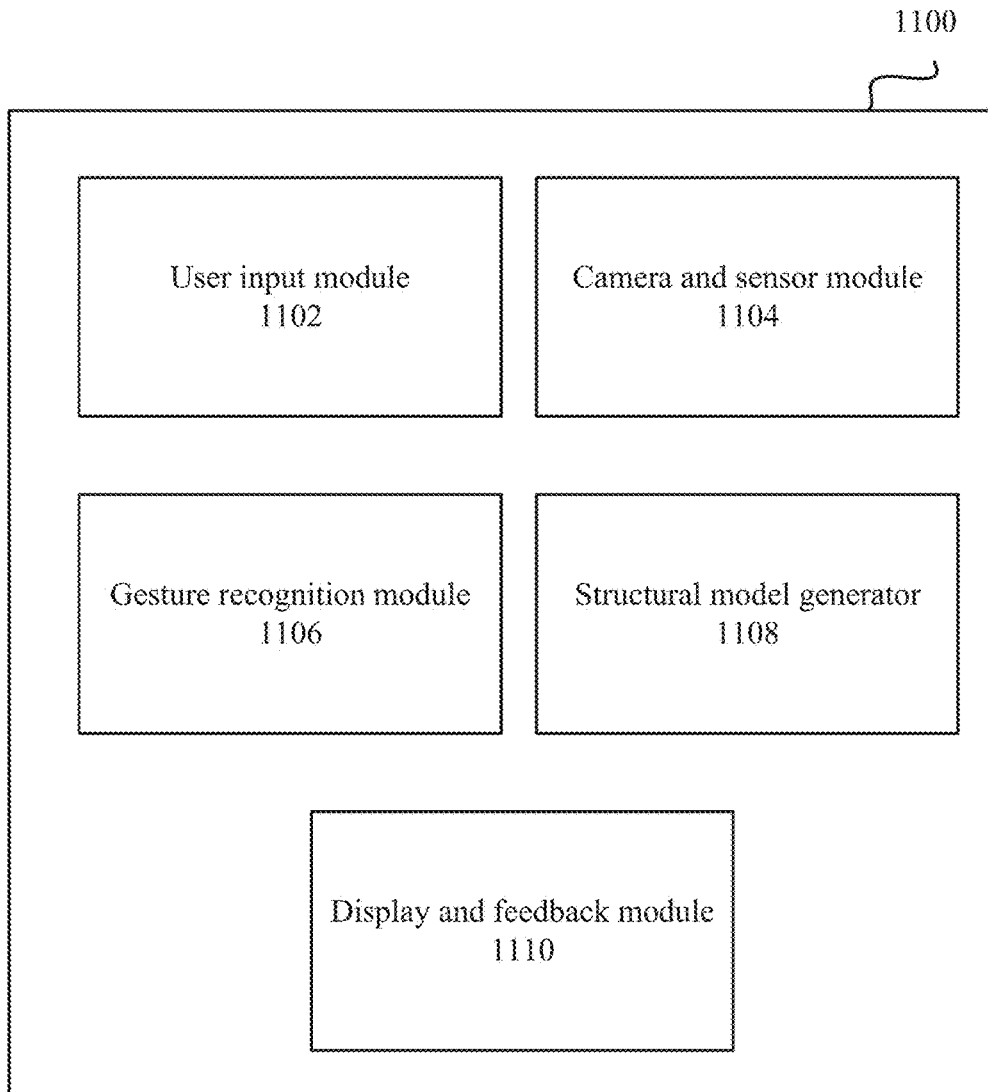 1100
User input module
1102
Camera and sensor module
1104
Gesture recognition module
1106
Structural model generator
1108
Display and feedback module
1110